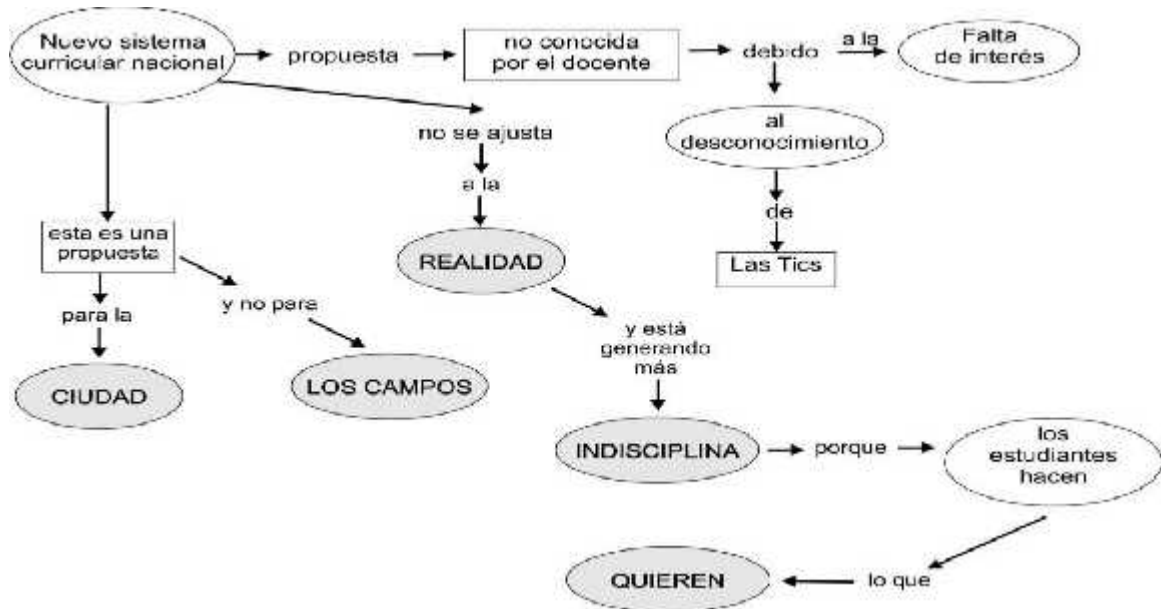 Nuevo sistema
curricular nacional
propuesta
no conocida
por el docente
debido
a la
Falta
de interés
al
desconocimiento
de
Las Tics
no se ajusta
a la
REALIDAD
esta es una
propuesta
para la
CIUDAD
y no para
LOS CAMPOS
y está
generando
más
INDISCIPLINA
porque
los
estudiantes
hacen
lo que
QUIEREN